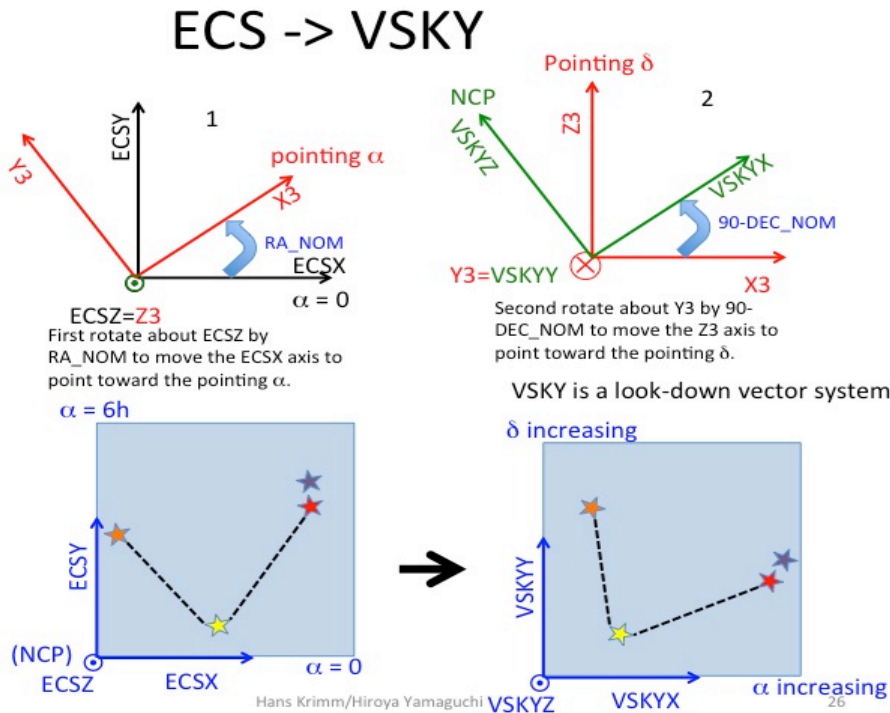 ECS -> VSKY
1
ECSY
Y3
pointing α
X3
RA_NOM
ECSX
α = 0
ECSZ=Z3
First rotate about ECSZ by
RA_NOM to move the ECSX axis to
point toward the pointing α.
Pointing δ
2
NCP
VSKYZ
Z3
VSKYX
90-DEC_NOM
Y3=VSKYY
X3
Second rotate about Y3 by 90-
DEC_NOM to move the Z3 axis to
point toward the pointing δ.
VSKY is a look-down vector system
α = 6h
ECSY
(NCP)
ECSZ
ECSX
α = 0
δ increasing
VSKYY
VSKYZ
VSKYX
α increasing
Hans Krimm/Hiroya Yamaguchi
26